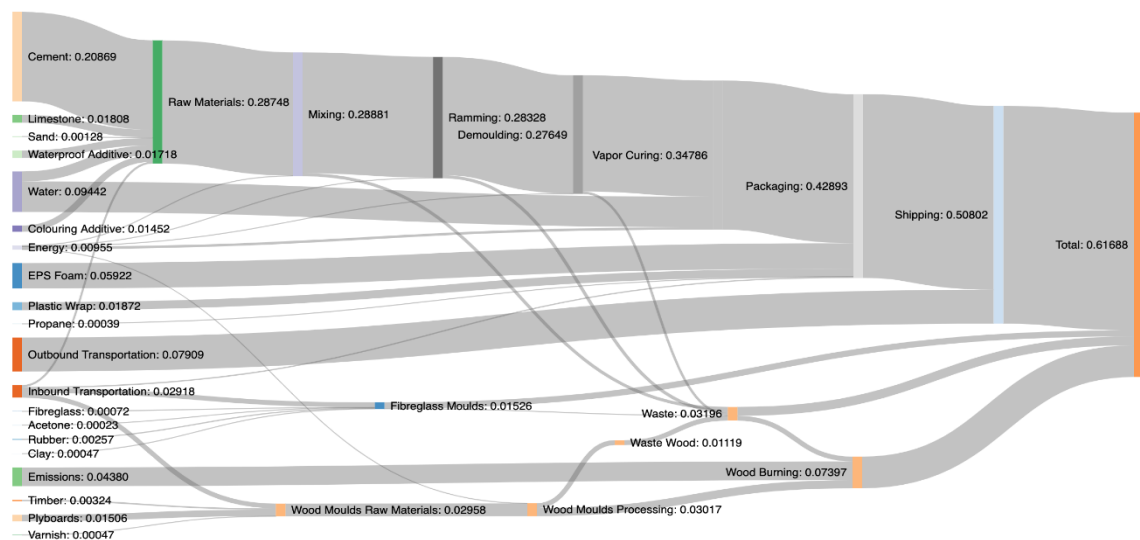 Cement: 0.20869
Raw Materials: 0.28748
Mixing: 0.28881
Ramming: 0.28328
Demoulding: 0.27649
Limestone: 0.01808
Sand: 0.00128
Waterproof Additive: 0.01718
Vapor Curing: 0.34786
Water: 0.09442
Packaging: 0.42893
Shipping: 0.50802
Colouring Additive: 0.01452
Total: 0.61688
Energy: 0.00955
EPS Foam: 0.05922
Plastic Wrap: 0.01872
Propane: 0.00039
Outbound Transportation: 0.07909
Inbound Transportation: 0.02918
Fibreglass Moulds: 0.01526
Fibreglass: 0.00072
Waste: 0.03196
Acetone: 0.00023
Rubber: 0.00257
Waste Wood: 0.01119
Clay: 0.00047
Wood Burning: 0.07397
Emissions: 0.04380
Timber: 0.00324
Wood Moulds Raw Materials: 0.02958
Wood Moulds Processing: 0.03017
Plyboards: 0.01506
Varnish: 0.00047